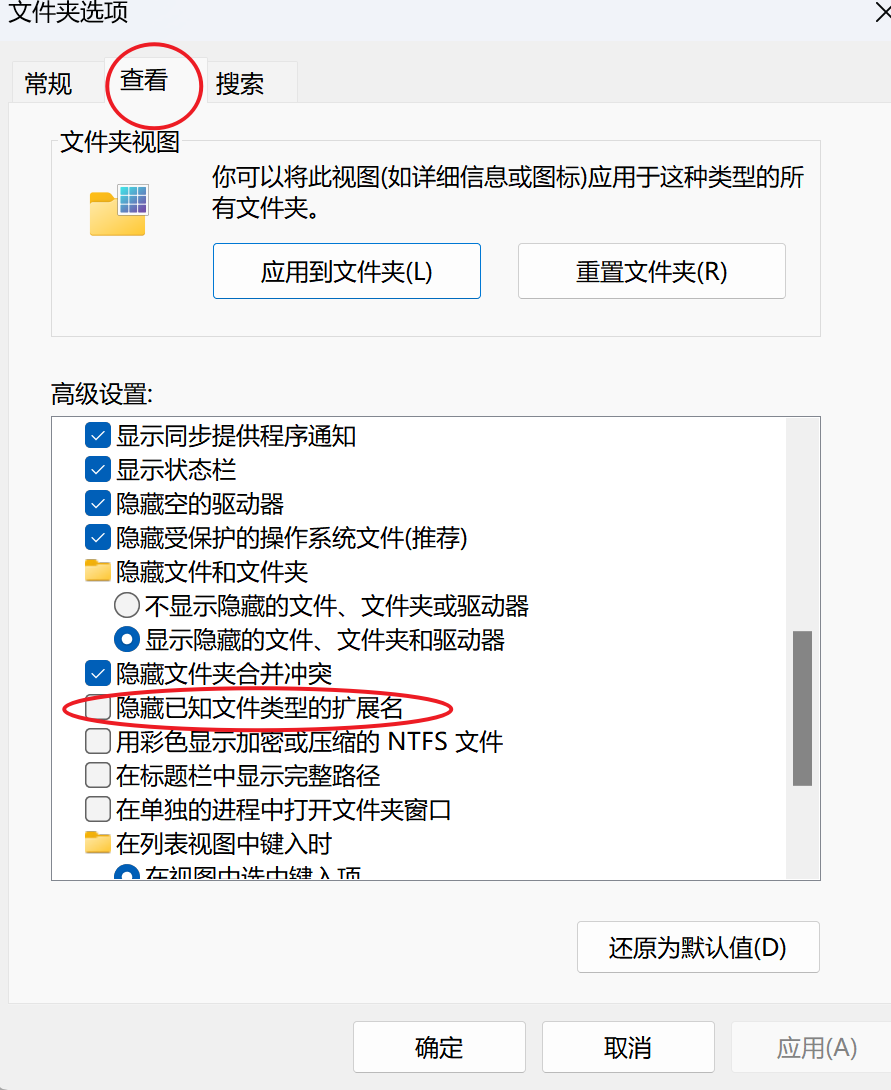 文件夹选项
常规
查看
搜索
文件夹视图
你可以将此视图(如详细信息或图标)应用于这种类型的所
有文件夹。
应用到文件夹(L)
重置文件夹(R)
高级设置:
显示同步提供程序通知
显示状态栏
隐藏空的驱动器
隐藏受保护的操作系统文件(推荐)
隐藏文件和文件夹
不显示隐藏的文件、文件夹或驱动器
显示隐藏的文件、文件夹和驱动器
隐藏文件夹合并冲突
隐藏已知文件类型的扩展名
用彩色显示加密或压缩的 NTFS 文件
在标题栏中显示完整路径
在单独的进程中打开文件夹窗口
在列表视图中键入时
在视图中选中键入项
还原为默认值(D)
确定
取消
应用(A)